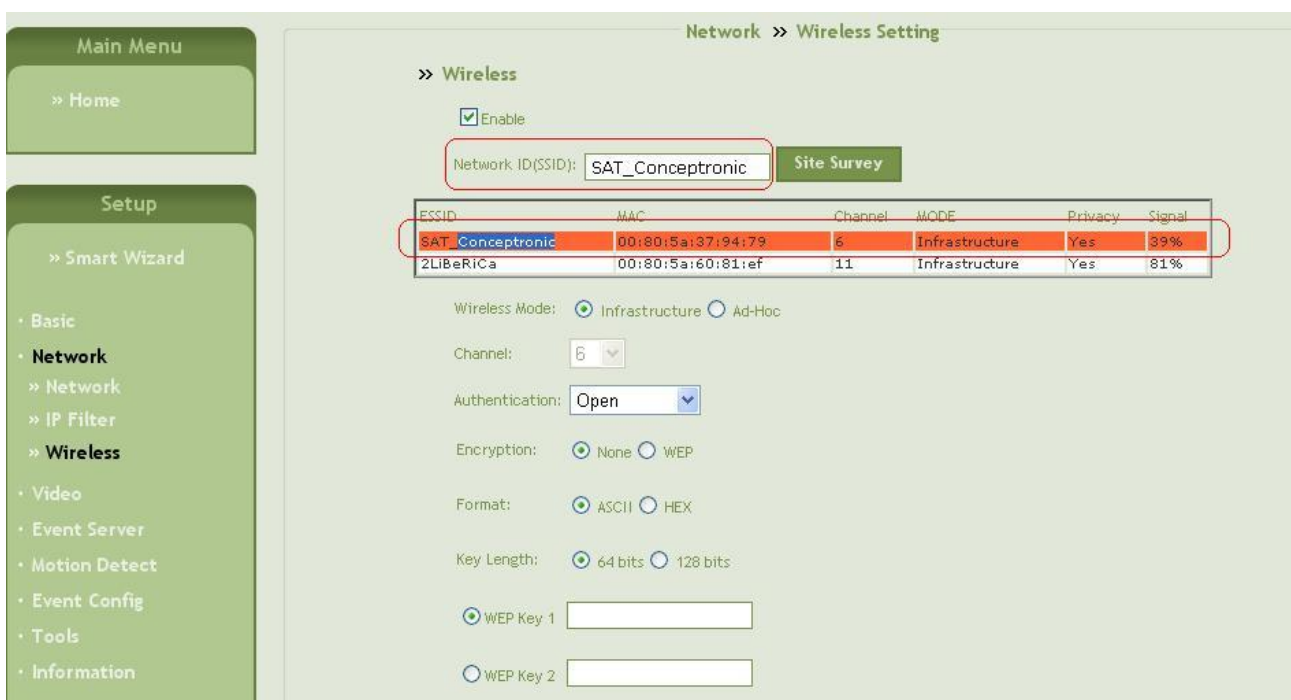 Main Menu
» Home
Setup
» Smart Wizard
· Basic
· Network
» Network
» IP Filter
» Wireless
· Video
· Event Server
· Motion Detect
· Event Config
· Tools
· Information
Network » Wireless Setting
» Wireless
Enable
Network ID(SSID): SAT_Conceptronic Site Survey
ESSID MAC Channel MODE Privacy Signal
SAT_Conceptronic 00:80:5a:37:94:79 6 Infrastructure Yes 39%
2LiBeRiCa 00:80:5a:60:81:ef 11 Infrastructure Yes 81%
Wireless Mode: Infrastructure Ad-Hoc
Channel: 6
Authentication: Open
Encryption: None WEP
Format: ASCII HEX
Key Length: 64 bits 128 bits
WEP Key 1
WEP Key 2